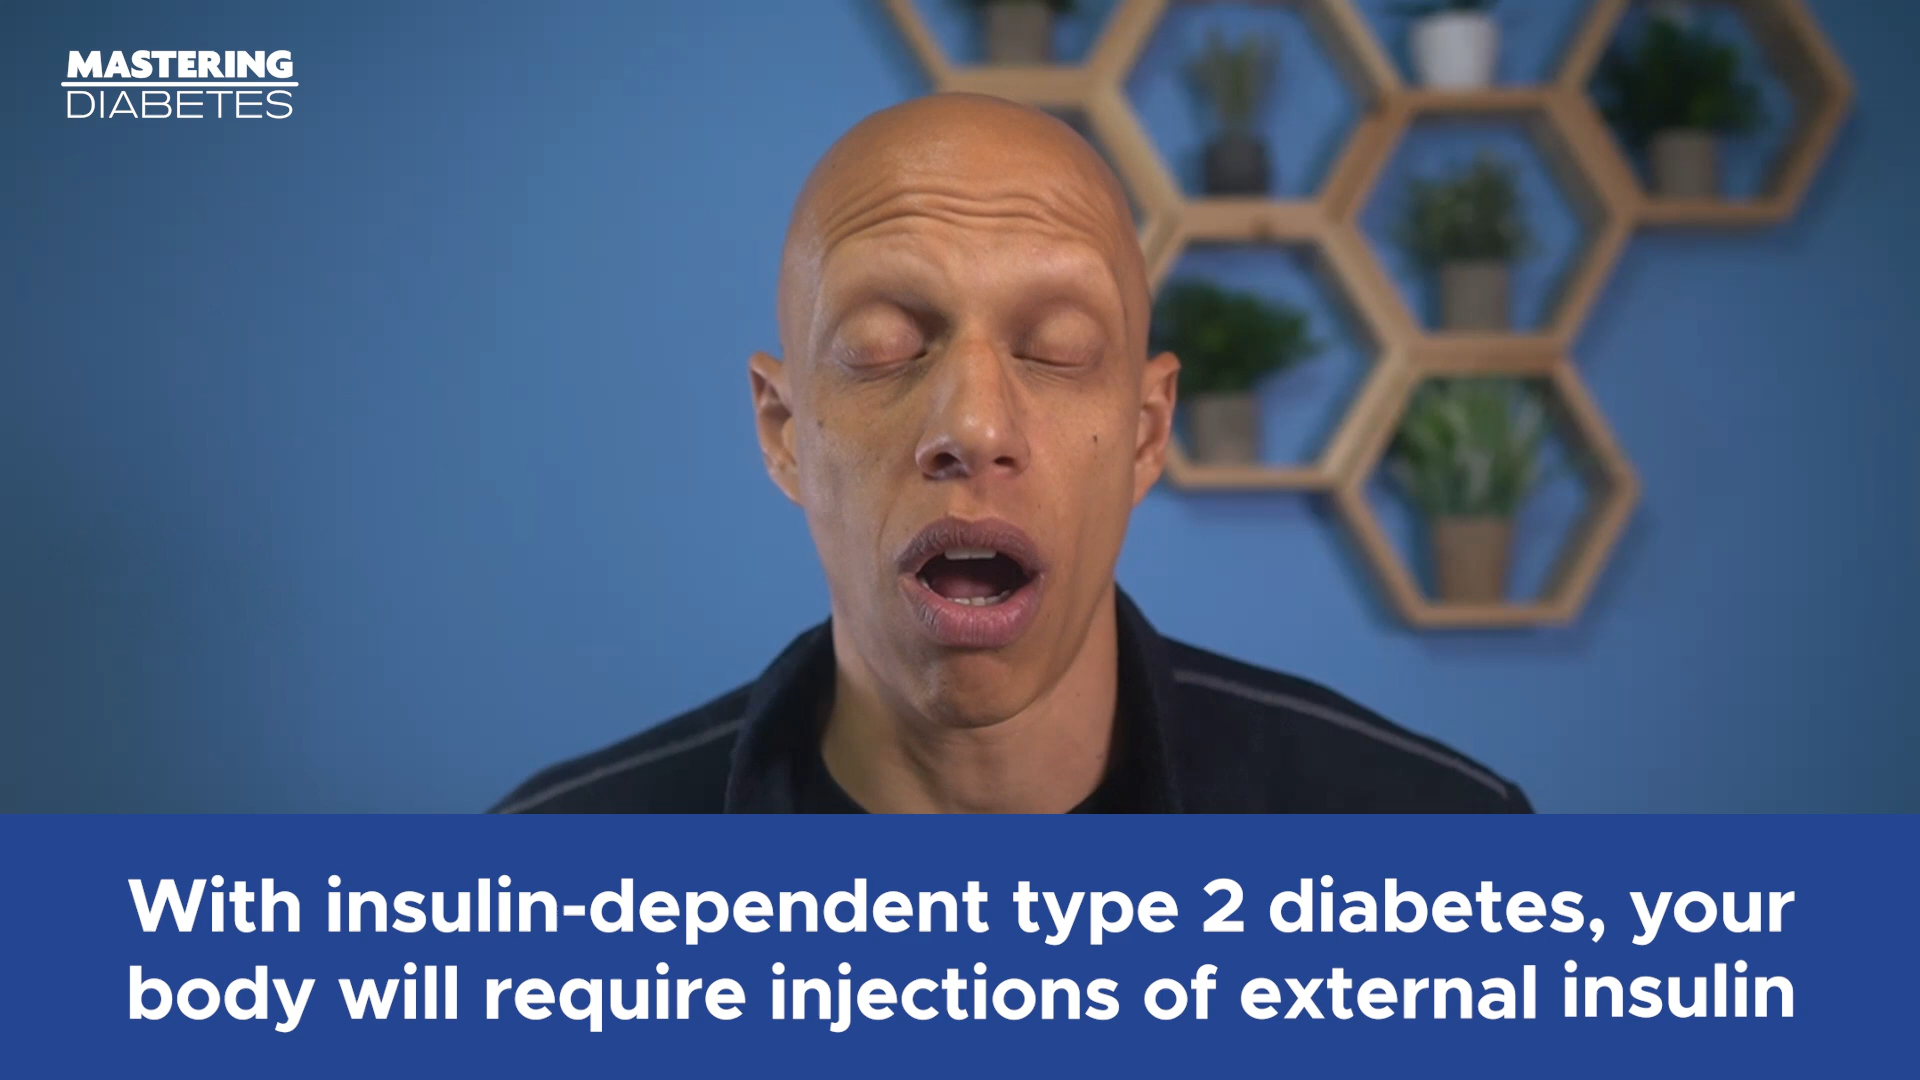 MASTERING
DIABETES
With insulin-dependent type 2 diabetes, your
body will require injections of external insulin